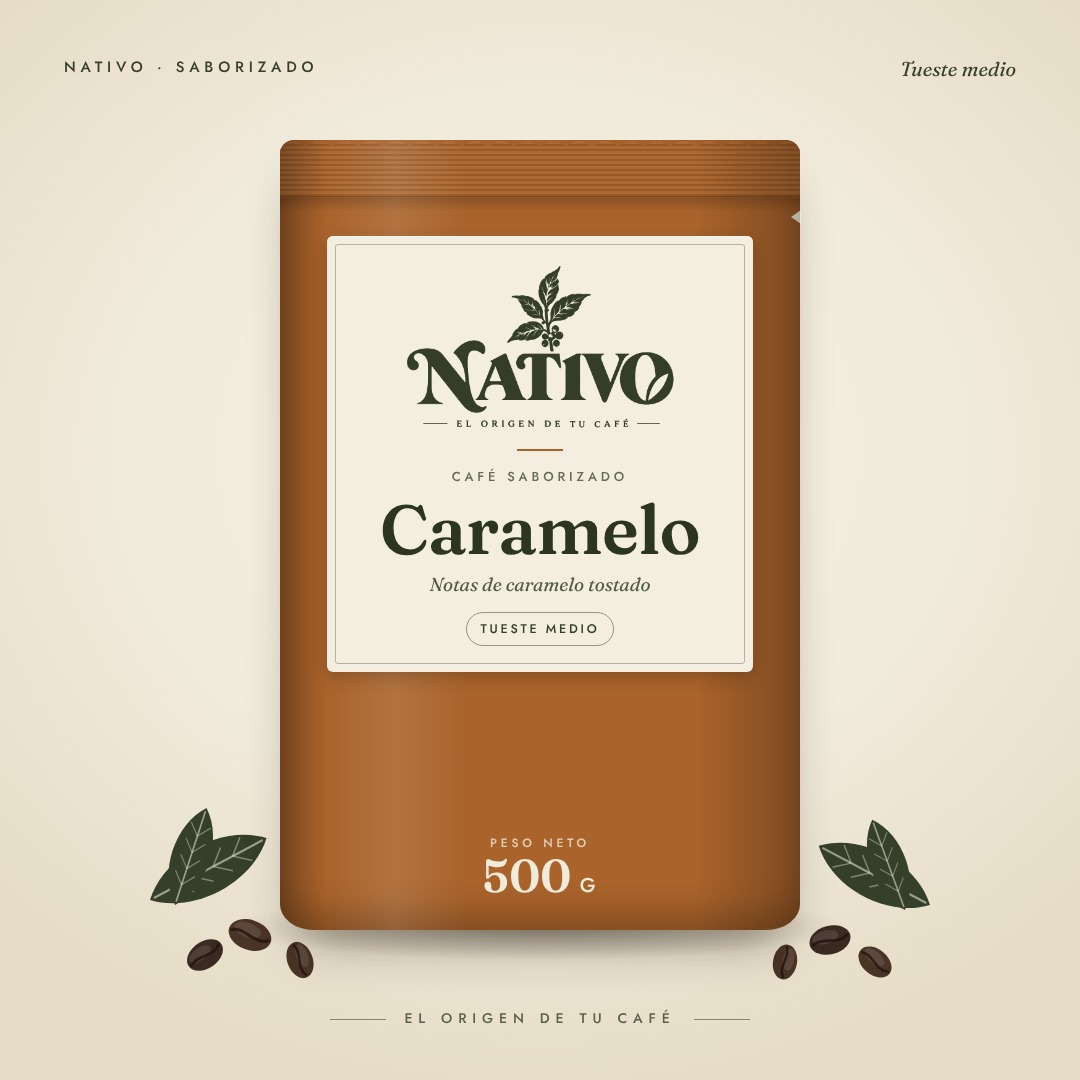 NATIVO · SABORIZADO
Tueste medio
NATIVO
EL ORIGEN DE TU CAFÉ
CAFÉ SABORIZADO
Caramelo
Notas de caramelo tostado
TUESTE MEDIO
PESO NETO
500 G
EL ORIGEN DE TU CAFÉ